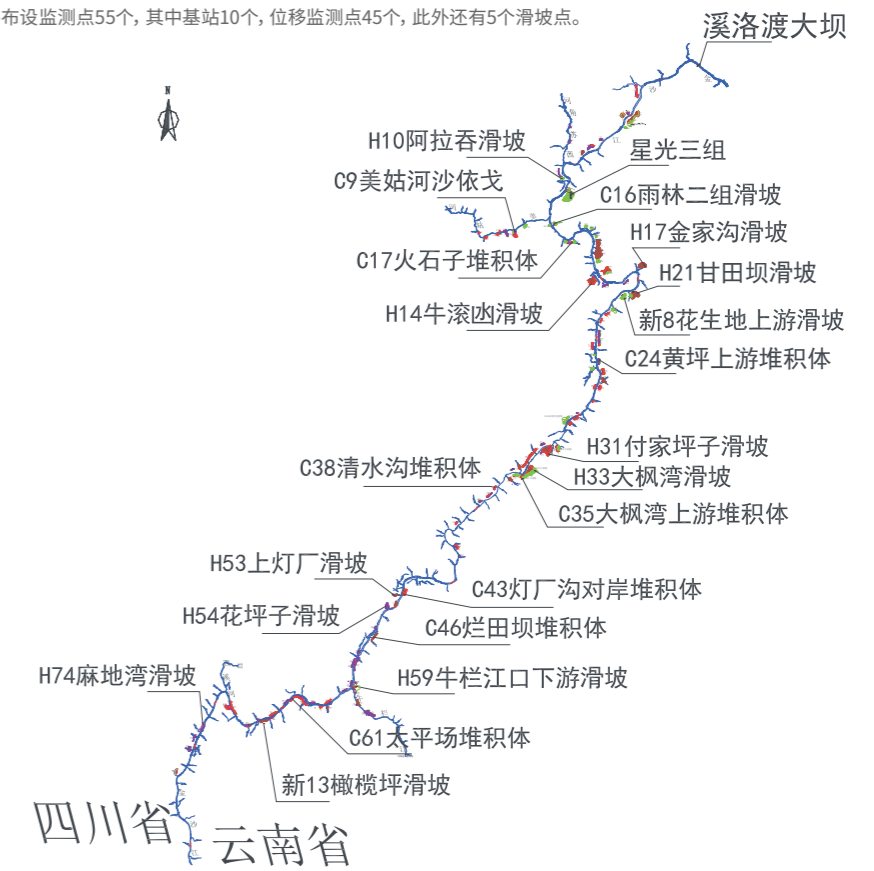 布设监测点55个, 其中基站10个, 位移监测点45个, 此外还有5个滑坡点。
溪洛渡大坝
N
H10阿拉吞滑坡
星光三组
C9美姑河沙依戈
C16雨林二组滑坡
H17金家沟滑坡
C17火石子堆积体
H21甘田坝滑坡
H14牛滚凼滑坡
新8花生地上游滑坡
C24黄坪上游堆积体
H31付家坪子滑坡
C38清水沟堆积体
H33大枫湾滑坡
C35大枫湾上游堆积体
H53上灯厂滑坡
C43灯厂沟对岸堆积体
H54花坪子滑坡
C46烂田坝堆积体
H74麻地湾滑坡
H59牛栏江口下游滑坡
C61太平场堆积体
新13橄榄坪滑坡
四川省
云南省